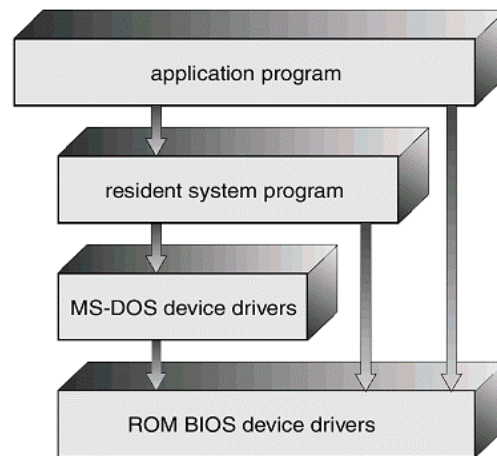 application program
resident system program
MS-DOS device drivers
ROM BIOS device drivers